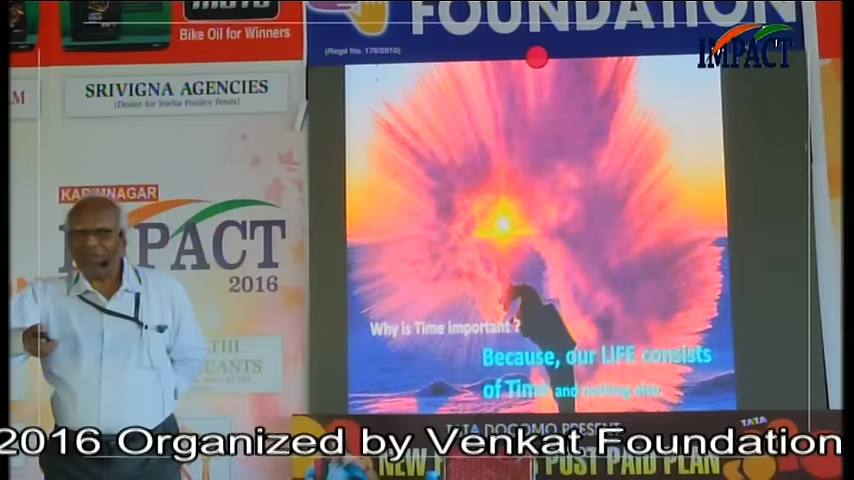 MOTO
Bike Oil for Winners
FOUNDATION
(Regd No. 176/2010)
IMPACT
SRIVIGNA AGENCIES
(Dealer for Sneha Poultry Feeds)
KARIMNAGAR
IMPACT
2016
Why is Time important ?
Because, our LIFE consists
of Time and nothing else.
TATA DOCOMO PRESENT
TATA
POST PAID PLAN
2016 Organized by Venkat Foundation